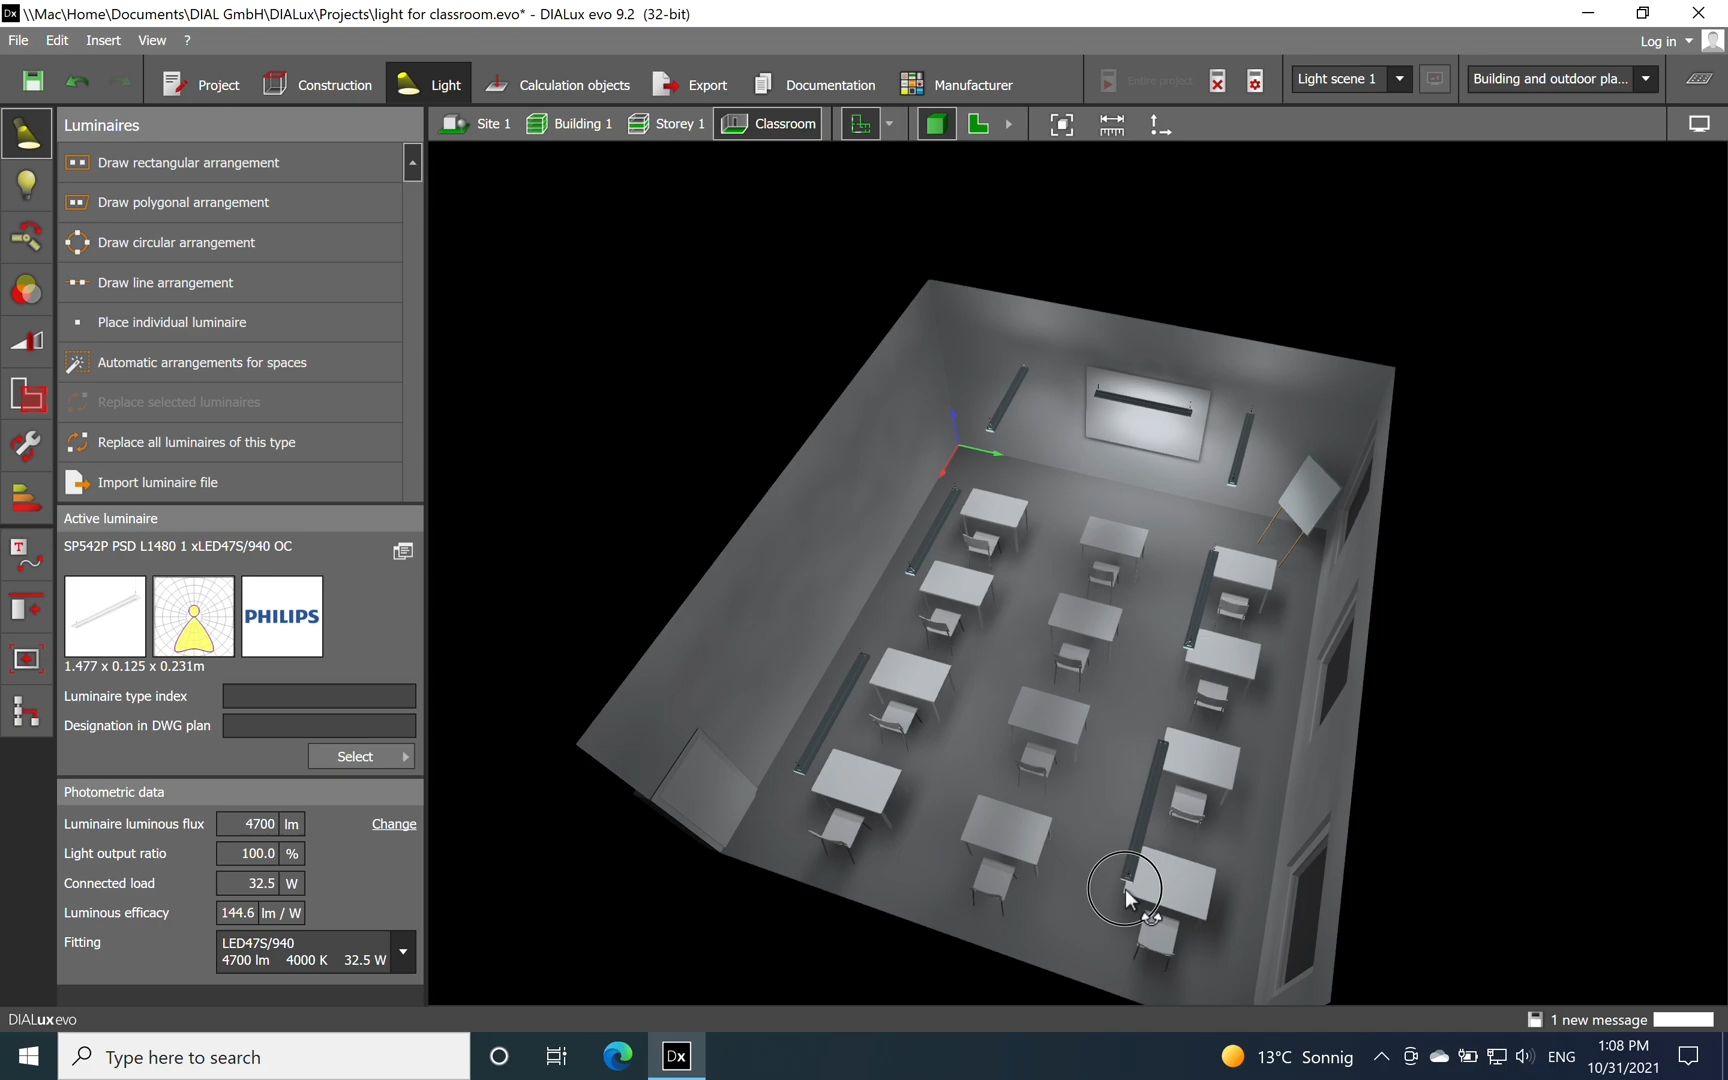 \\Mac\Home\Documents\DIAL GmbH\DIALux\Projects\light for classroom.evo* - DIALux evo 9.2 (32-bit)
File Edit Insert View ? Log in
Project Construction Light Calculation objects Export Documentation Manufacturer Entire project Light scene 1 Building and outdoor pla...
Site 1 Building 1 Storey 1 Classroom
Luminaires
Draw rectangular arrangement
Draw polygonal arrangement
Draw circular arrangement
Draw line arrangement
Place individual luminaire
Automatic arrangements for spaces
Replace selected luminaires
Replace all luminaires of this type
Import luminaire file
Active luminaire
SP542P PSD L1480 1 xLED47S/940 OC
PHILIPS
1.477 x 0.125 x 0.231m
Luminaire type index
Designation in DWG plan
Select
Photometric data
Luminaire luminous flux 4700 lm Change
Light output ratio 100.0 %
Connected load 32.5 W
Luminous efficacy 144.6 lm / W
Fitting LED47S/940
4700 lm 4000 K 32.5 W
DIALux evo 1 new message
Type here to search Dx 13°C Sonnig ENG 1:08 PM
10/31/2021